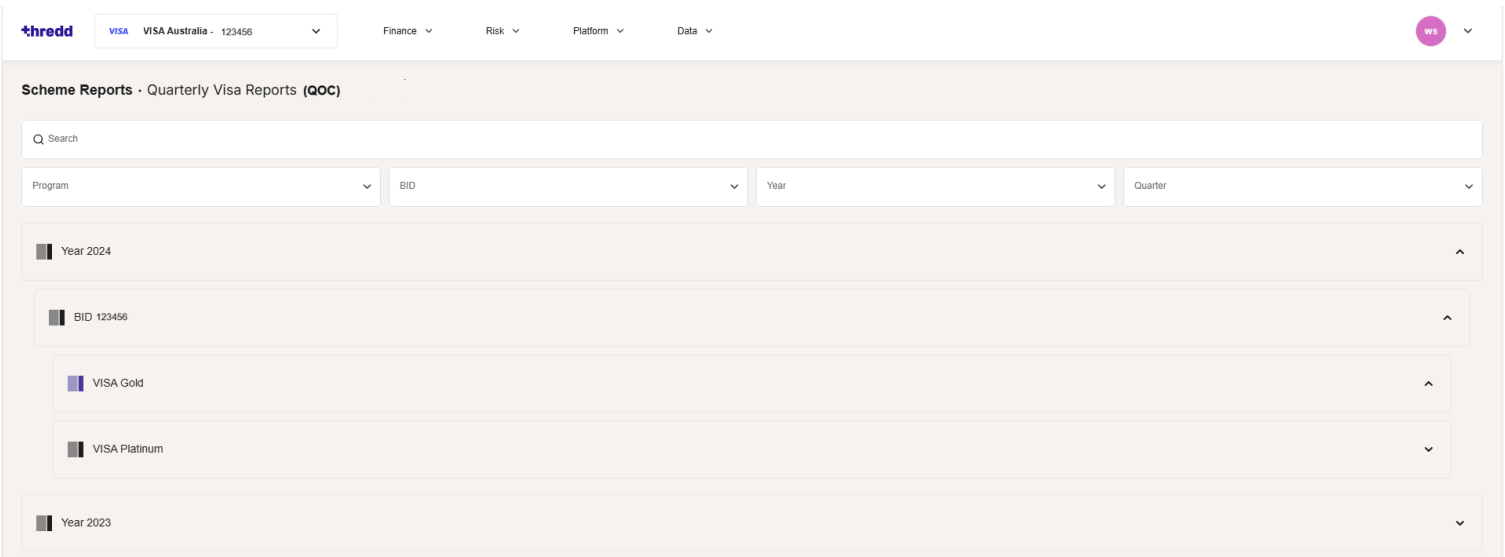 thredd VISA VISA Australia - 123456 Finance Risk Platform Data ws
Scheme Reports • Quarterly Visa Reports (QOC)
Search
Program BID Year Quarter
Year 2024
BID 123456
VISA Gold
VISA Platinum
Year 2023